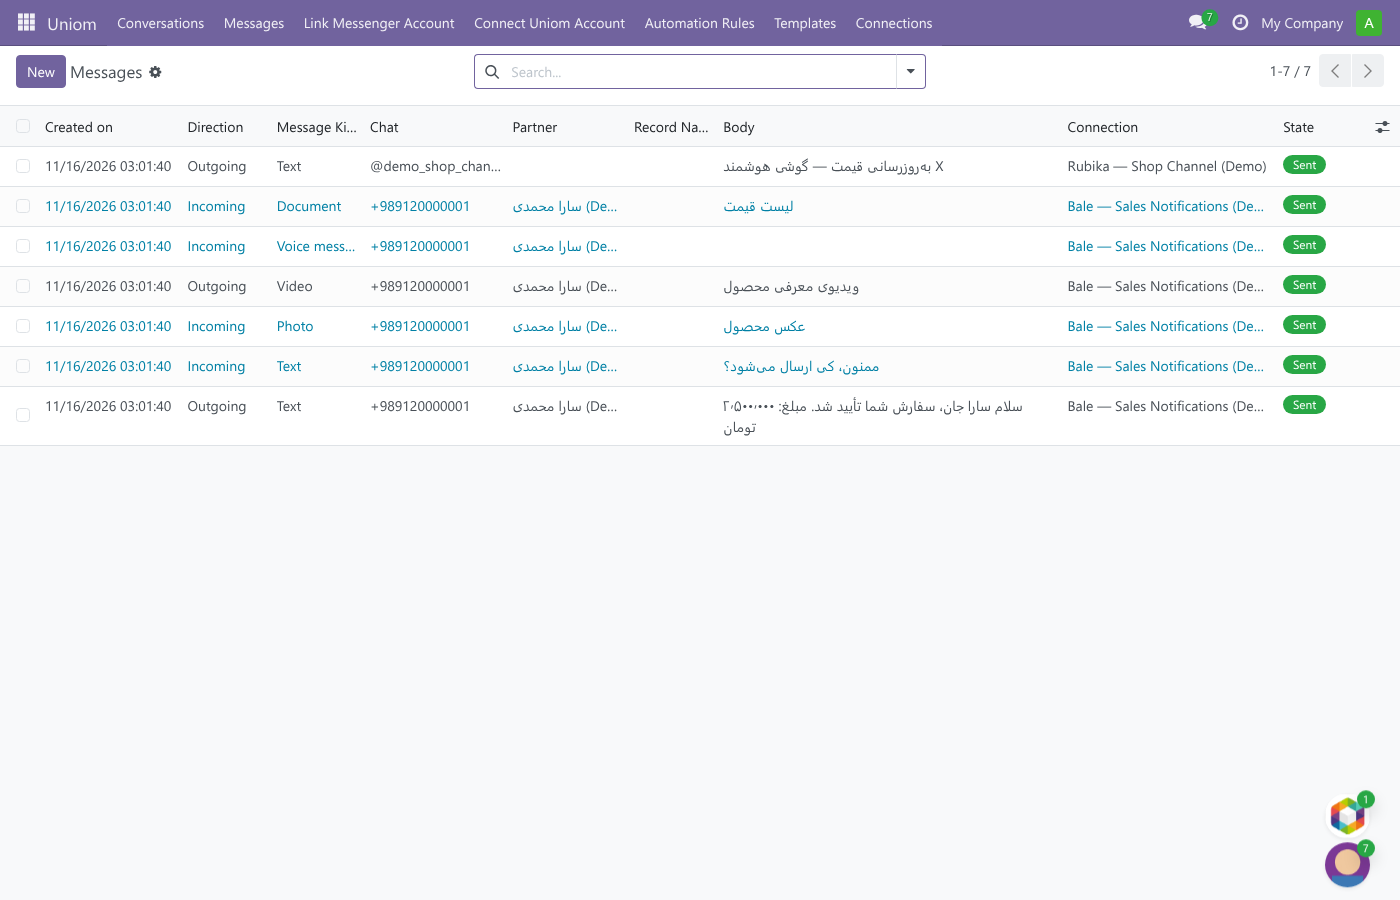 Uniom Conversations Messages Link Messenger Account Connect Uniom Account Automation Rules Templates Connections 7 My Company A
New Messages Search... 1-7 / 7
Created on Direction Message Ki... Chat Partner Record Na... Body Connection State
11/16/2026 03:01:40 Outgoing Text @demo_shop_chan... به‌روزرسانی قیمت — گوشی هوشمند X Rubika — Shop Channel (Demo) Sent
11/16/2026 03:01:40 Incoming Document +989120000001 سارا محمدی (De... لیست قیمت Bale — Sales Notifications (De... Sent
11/16/2026 03:01:40 Incoming Voice mess... +989120000001 سارا محمدی (De... Bale — Sales Notifications (De... Sent
11/16/2026 03:01:40 Outgoing Video +989120000001 سارا محمدی (De... ویدیوی معرفی محصول Bale — Sales Notifications (De... Sent
11/16/2026 03:01:40 Incoming Photo +989120000001 سارا محمدی (De... عکس محصول Bale — Sales Notifications (De... Sent
11/16/2026 03:01:40 Incoming Text +989120000001 سارا محمدی (De... ممنون، کی ارسال می‌شود؟ Bale — Sales Notifications (De... Sent
11/16/2026 03:01:40 Outgoing Text +989120000001 سارا محمدی (De... سلام سارا جان، سفارش شما تأیید شد. مبلغ: ۲٬۵۰۰٬۰۰۰ Bale — Sales Notifications (De... Sent
تومان
1
7